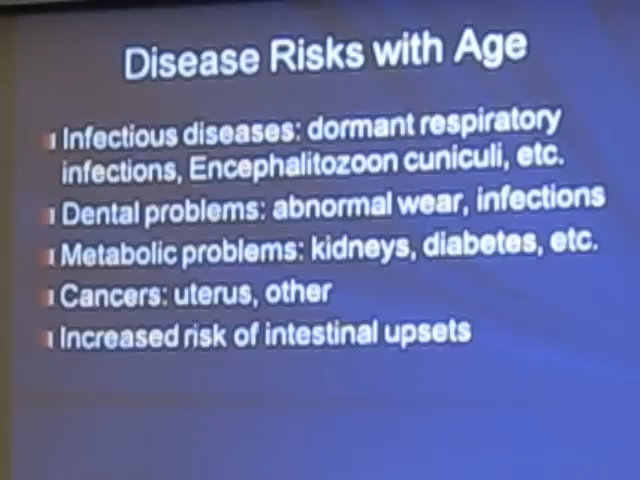 Disease Risks with Age
Infectious diseases: dormant respiratory
infections, Encephalitozoon cuniculi, etc.
Dental problems: abnormal wear, infections
Metabolic problems: kidneys, diabetes, etc.
Cancers: uterus, other
Increased risk of intestinal upsets